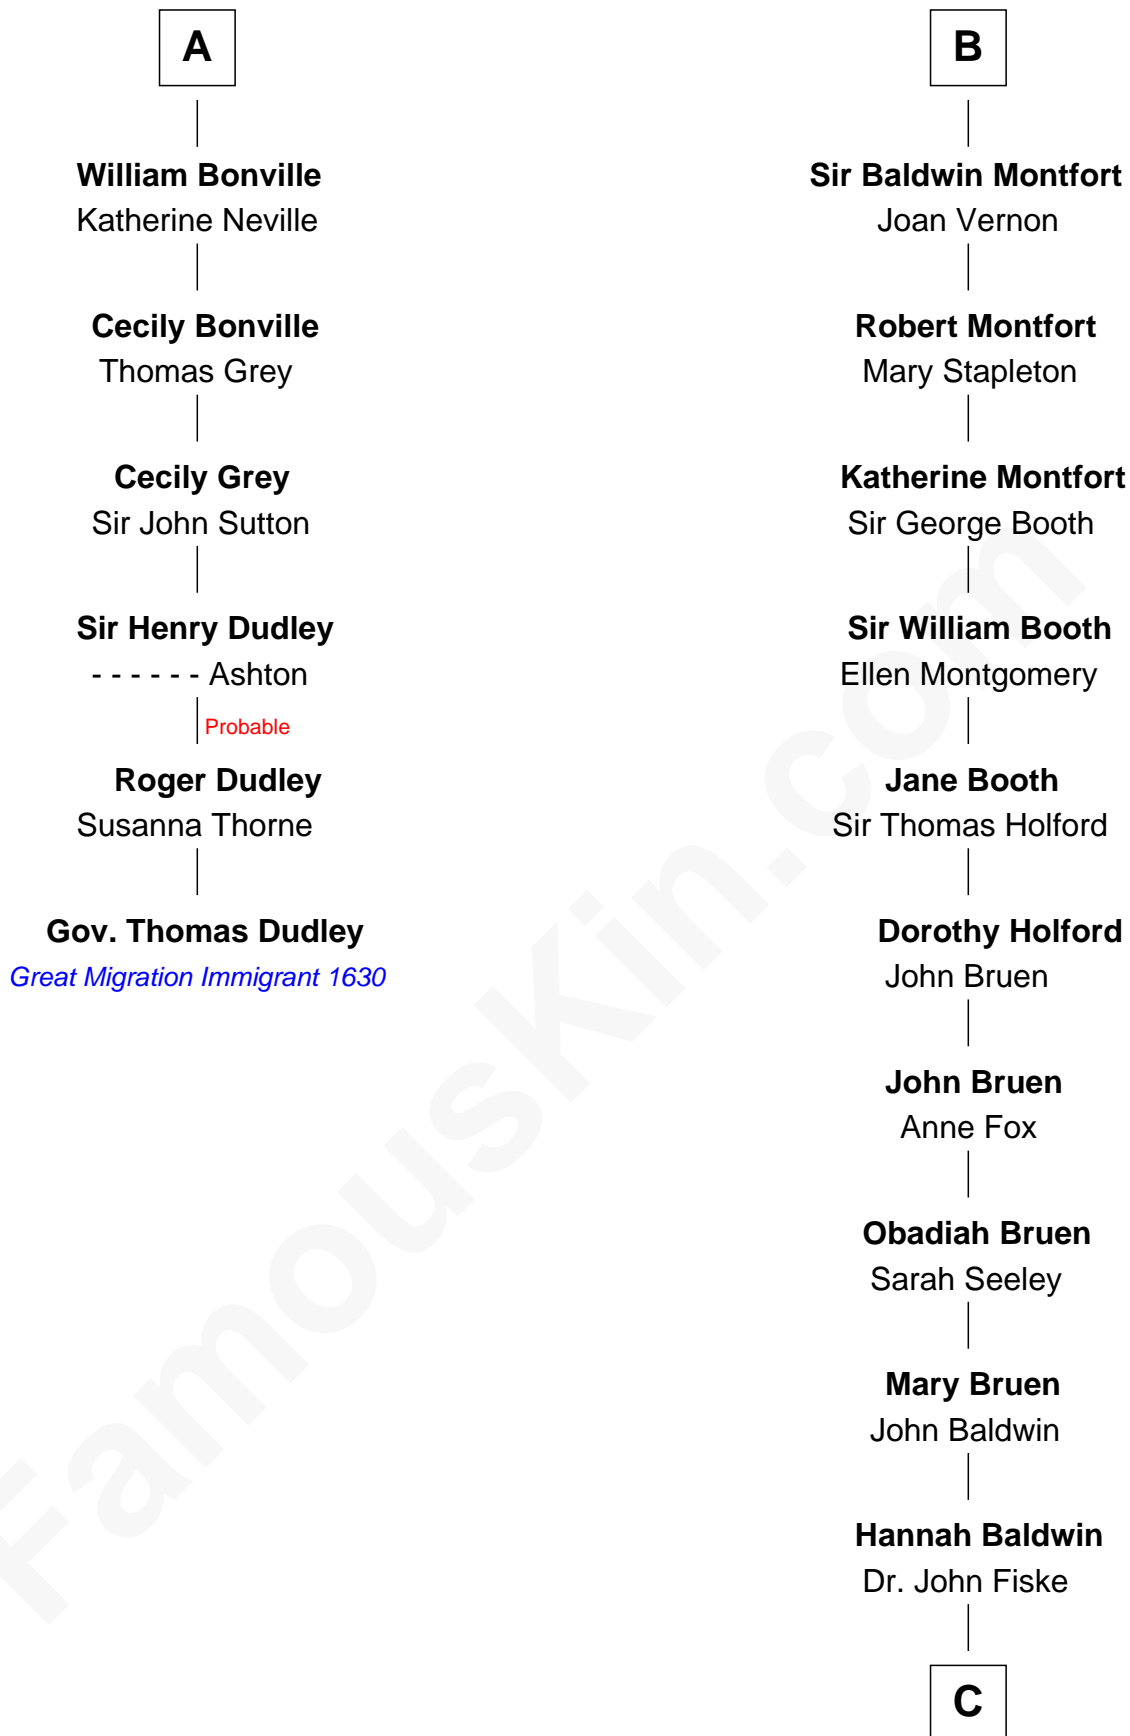 A
William Bonville
Katherine Neville
Cecily Bonville
Thomas Grey
Cecily Grey
Sir John Sutton
Sir Henry Dudley
- - - - - - Ashton
Probable
Roger Dudley
Susanna Thorne
Gov. Thomas Dudley
Great Migration Immigrant 1630
B
Sir Baldwin Montfort
Joan Vernon
Robert Montfort
Mary Stapleton
Katherine Montfort
Sir George Booth
Sir William Booth
Ellen Montgomery
Jane Booth
Sir Thomas Holford
Dorothy Holford
John Bruen
John Bruen
Anne Fox
Obadiah Bruen
Sarah Seeley
Mary Bruen
John Baldwin
Hannah Baldwin
Dr. John Fiske
C
FamousKin.com